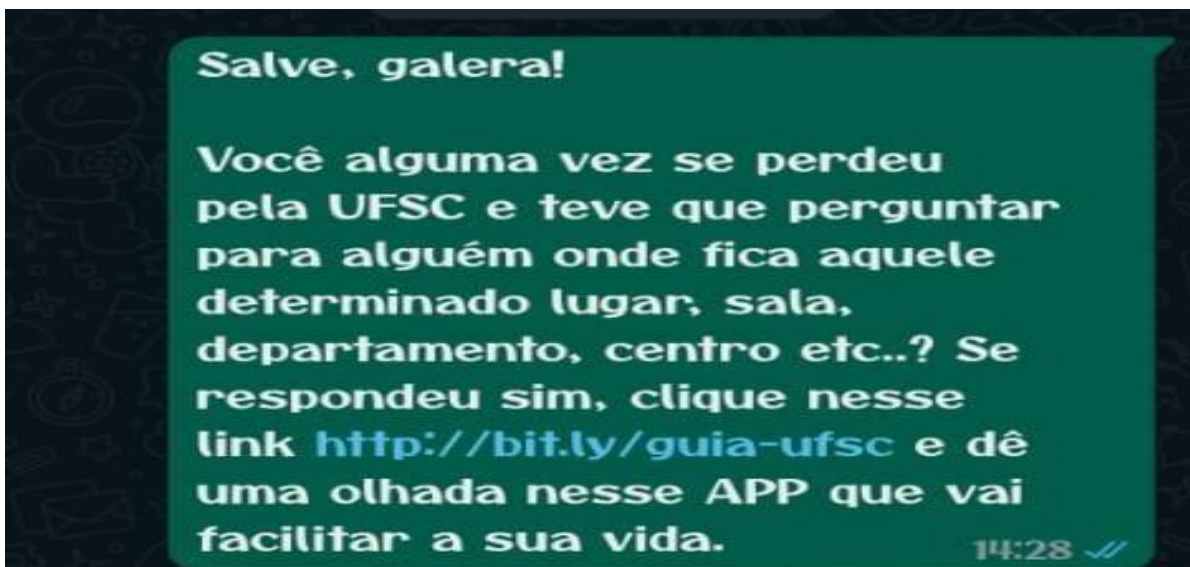 Salve, galera!
Você alguma vez se perdeu
pela UFSC e teve que perguntar
para alguém onde fica aquele
determinado lugar, sala,
departamento, centro etc..? Se
respondeu sim, clique nesse
link http://bit.ly/guia-ufsc e dê
uma olhada nesse APP que vai
facilitar a sua vida.
14:28